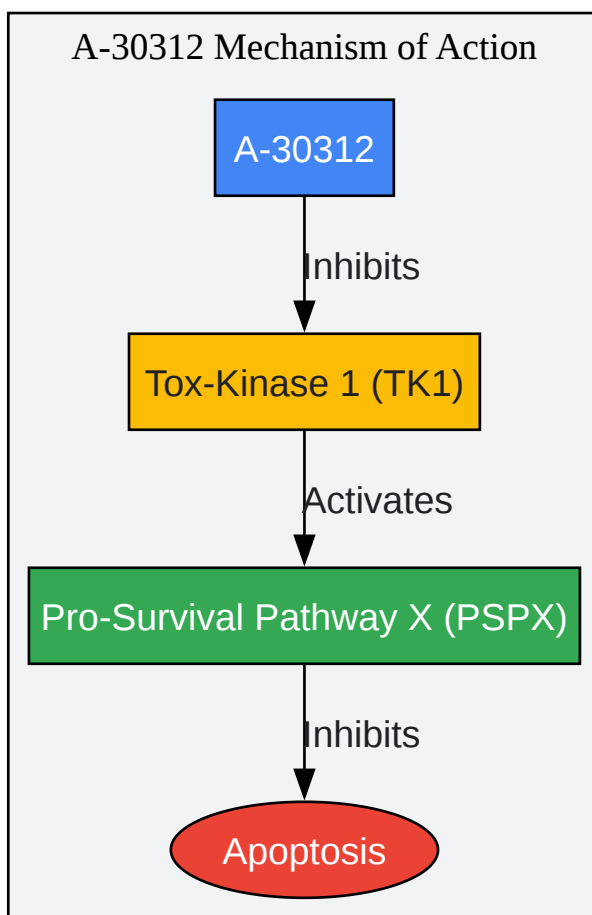 A-30312 Mechanism of Action
A-30312
Inhibits
Tox-Kinase 1 (TK1)
Activates
Pro-Survival Pathway X (PSPX)
Inhibits
Apoptosis